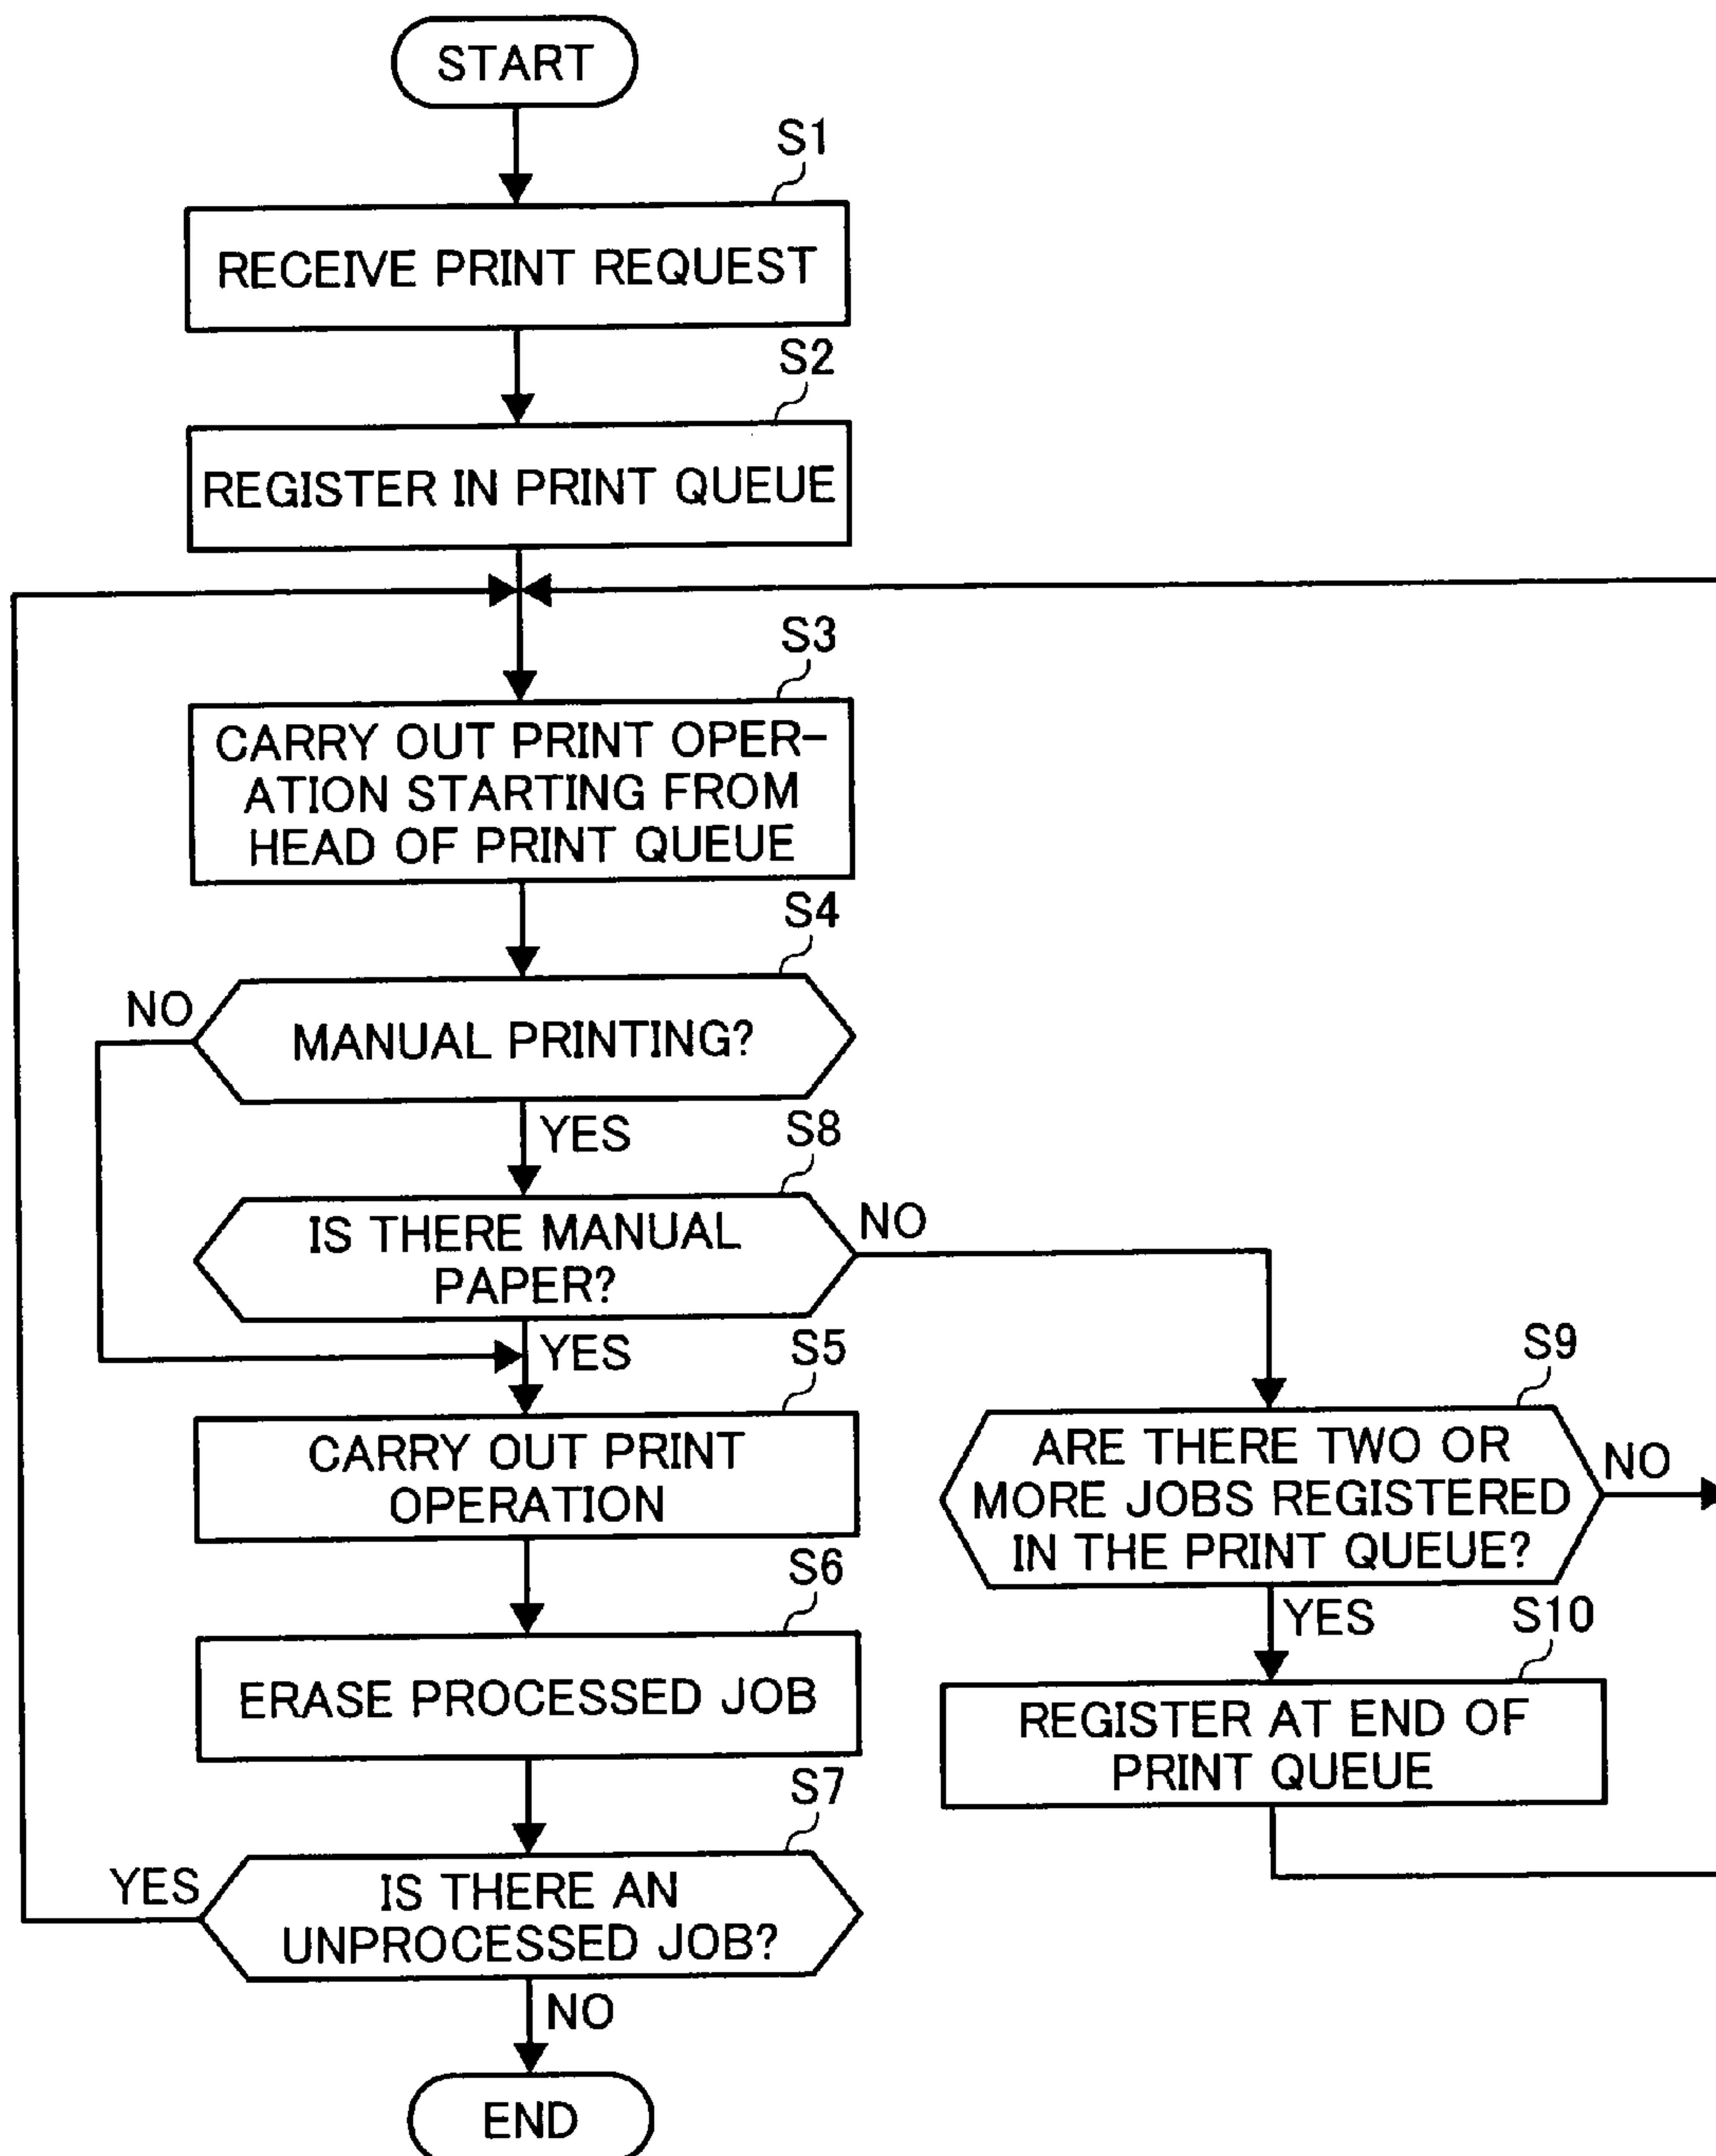 START
S1
RECEIVE PRINT REQUEST
S2
REGISTER IN PRINT QUEUE
S3
CARRY OUT PRINT OPER-
ATION STARTING FROM
HEAD OF PRINT QUEUE
S4
NO
MANUAL PRINTING?
YES
S8
IS THERE MANUAL
PAPER?
NO
YES
S5
CARRY OUT PRINT
OPERATION
S9
ARE THERE TWO OR
MORE JOBS REGISTERED
IN THE PRINT QUEUE?
NO
S6
ERASE PROCESSED JOB
YES
S10
REGISTER AT END OF
PRINT QUEUE
S7
YES
IS THERE AN
UNPROCESSED JOB?
NO
END